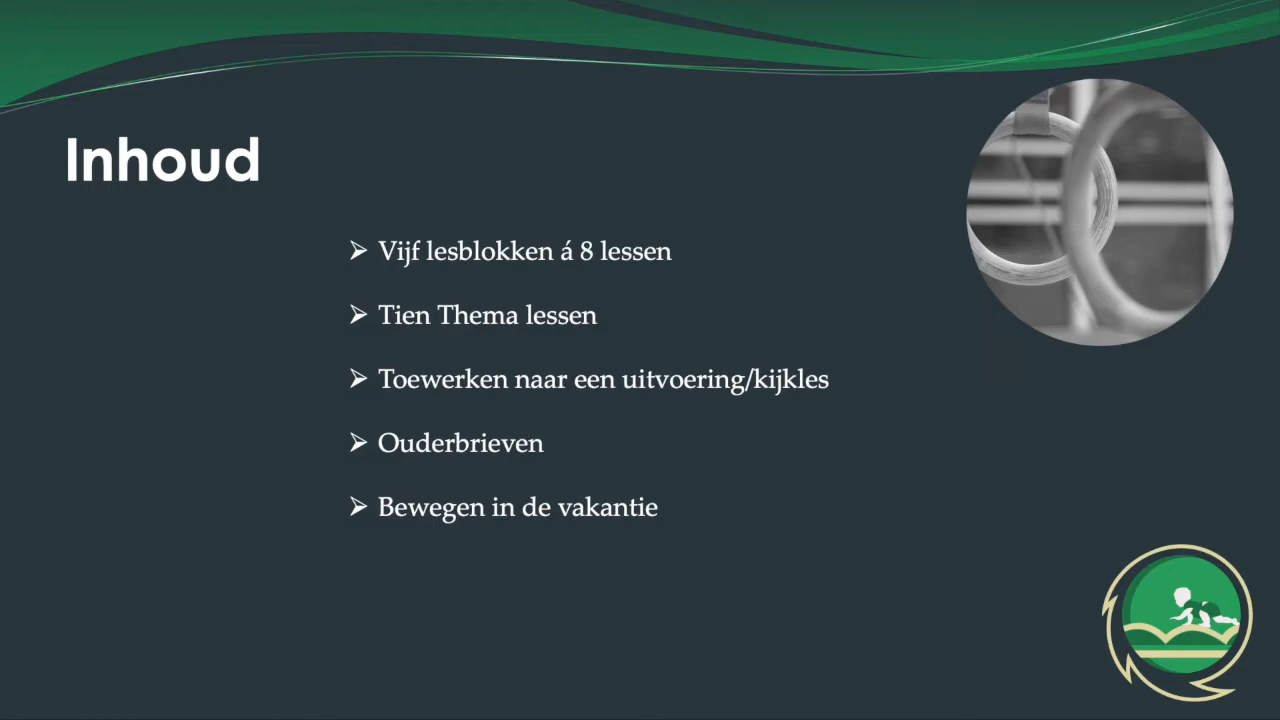 Inhoud
➢ Vijf lesblokken á 8 lessen
➢ Tien Thema lessen
➢ Toewerken naar een uitvoering/kijkles
➢ Ouderbrieven
➢ Bewegen in de vakantie